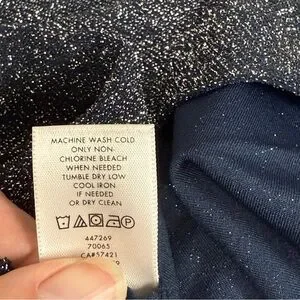 MACHINE WASH COLD
ONLY NON-
CHLORINE BLEACH
WHEN NEEDED
TUMBLE DRY LOW
COOL IRON
IF NEEDED
OR DRY CLEAN
447269
70065
CA#57421